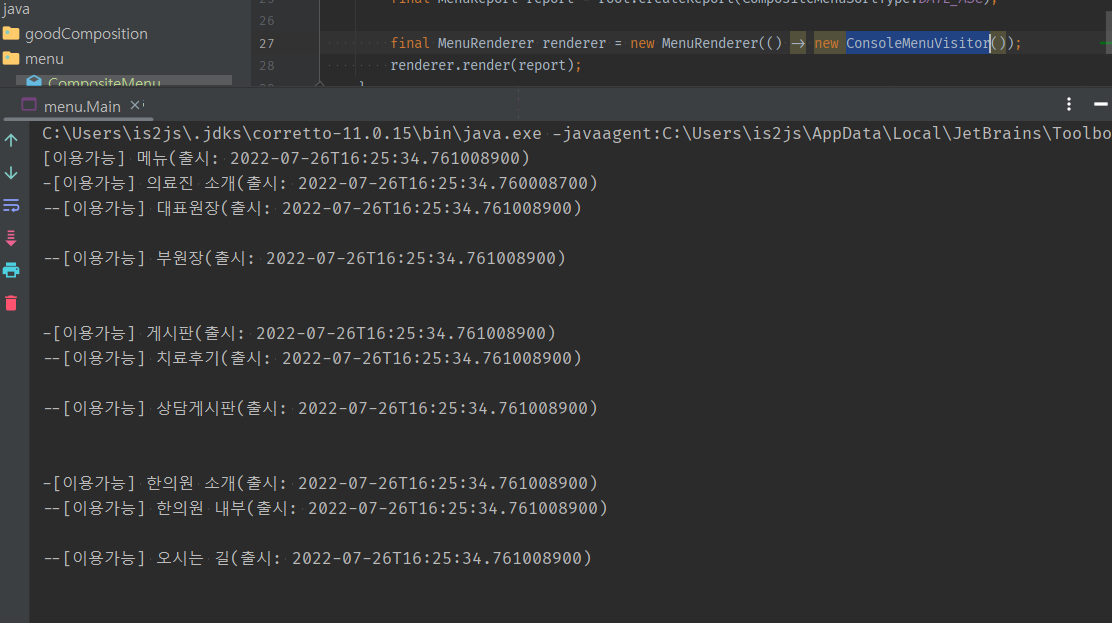 java
goodComposition
menu
CompositeMenu
25
26
27 final MenuRenderer renderer = new MenuRenderer(() → new ConsoleMenuVisitor());
28 renderer.render(report);
menu.Main
C:\Users\is2js\.jdks\corretto-11.0.15\bin\java.exe -javaagent:C:\Users\is2js\AppData\Local\JetBrains\Toolbo
[이용가능] 메뉴(출시: 2022-07-26T16:25:34.761008900)
-[이용가능] 의료진 소개(출시: 2022-07-26T16:25:34.760008700)
--[이용가능] 대표원장(출시: 2022-07-26T16:25:34.761008900)
--[이용가능] 부원장(출시: 2022-07-26T16:25:34.761008900)
-[이용가능] 게시판(출시: 2022-07-26T16:25:34.761008900)
--[이용가능] 치료후기(출시: 2022-07-26T16:25:34.761008900)
--[이용가능] 상담게시판(출시: 2022-07-26T16:25:34.761008900)
-[이용가능] 한의원 소개(출시: 2022-07-26T16:25:34.761008900)
--[이용가능] 한의원 내부(출시: 2022-07-26T16:25:34.761008900)
--[이용가능] 오시는 길(출시: 2022-07-26T16:25:34.761008900)